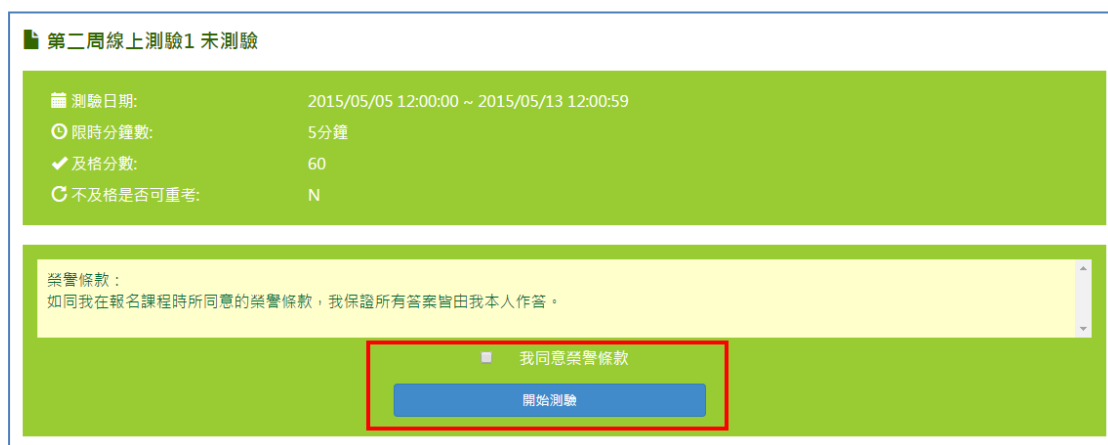 第二周線上測驗1 未測驗
測驗日期: 2015/05/05 12:00:00 ~ 2015/05/13 12:00:59
限時分鐘數: 5分鐘
及格分數: 60
不及格是否可重考: N
榮譽條款：
如同我在報名課程時所同意的榮譽條款，我保證所有答案皆由我本人作答。
我同意榮譽條款
開始測驗